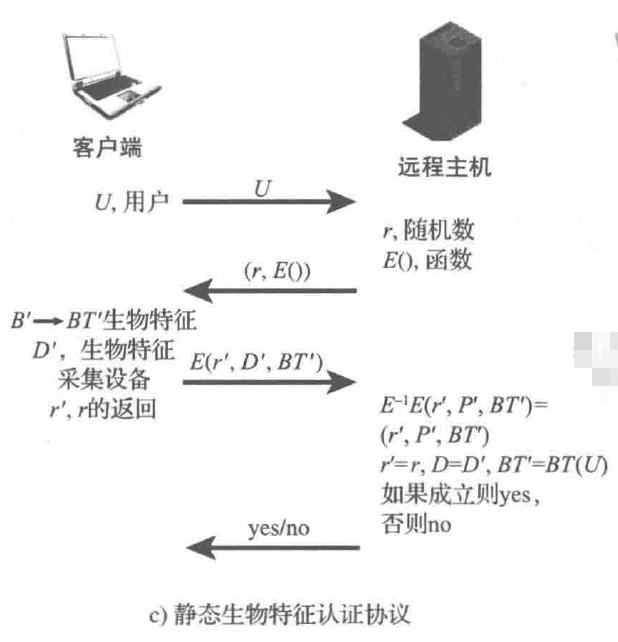 客户端
远程主机
U, 用户
U
r, 随机数
E(), 函数
(r, E())
B'→BT'生物特征
D', 生物特征
采集设备
r', r的返回
E(r', D', BT')
E⁻¹E(r', P', BT')=
(r', P', BT')
r'=r, D=D', BT'=BT(U)
如果成立则yes,
否则no
yes/no
c) 静态生物特征认证协议